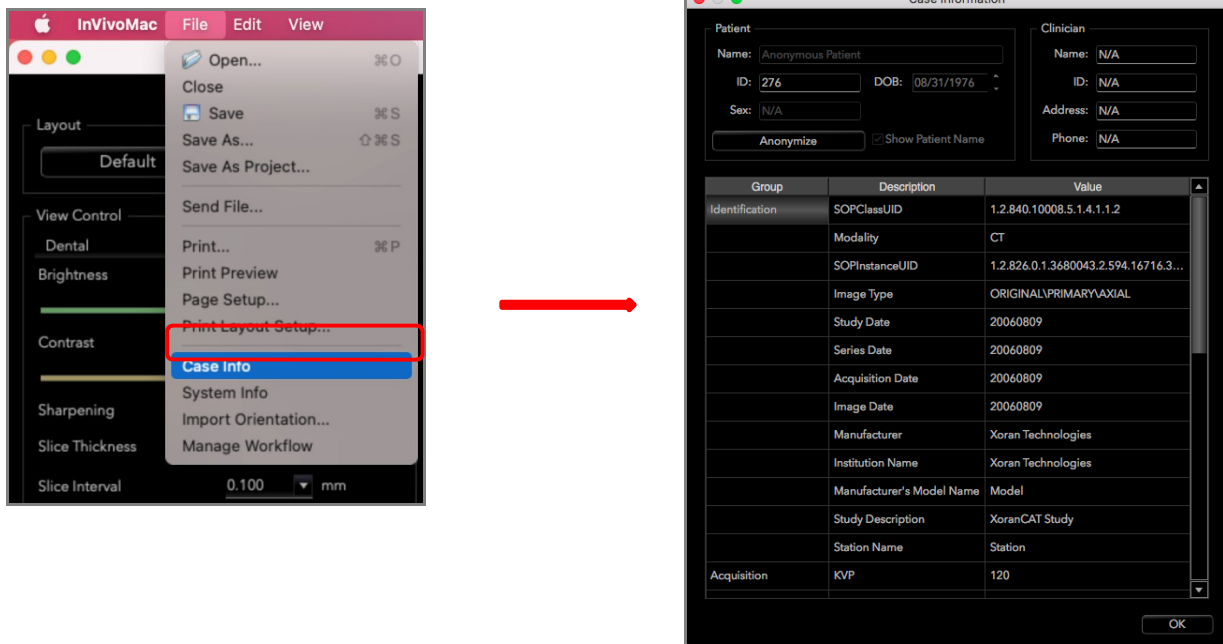 InVivoMac File Edit View
Open... ⌘O
Close
Save ⌘S
Save As... ⇧⌘S
Save As Project...
Send File...
Print... ⌘P
Print Preview
Page Setup...
Print Layout Setup...
Case Info
System Info
Import Orientation...
Manage Workflow
Layout
Default
View Control
Dental
Brightness
Contrast
Sharpening
Slice Thickness
Slice Interval 0.100 mm
Case Information
Patient
Name: Anonymous Patient
ID: 276 DOB: 08/31/1976
Sex: N/A
Anonymize Show Patient Name
Clinician
Name: N/A
ID: N/A
Address: N/A
Phone: N/A
Group Description Value
Identification SOPClassUID 1.2.840.10008.5.1.4.1.1.2
Modality CT
SOPInstanceUID 1.2.826.0.1.3680043.2.594.16716.3...
Image Type ORIGINAL\PRIMARY\AXIAL
Study Date 20060809
Series Date 20060809
Acquisition Date 20060809
Image Date 20060809
Manufacturer Xoran Technologies
Institution Name Xoran Technologies
Manufacturer's Model Name Model
Study Description XoranCAT Study
Station Name Station
Acquisition KVP 120
OK